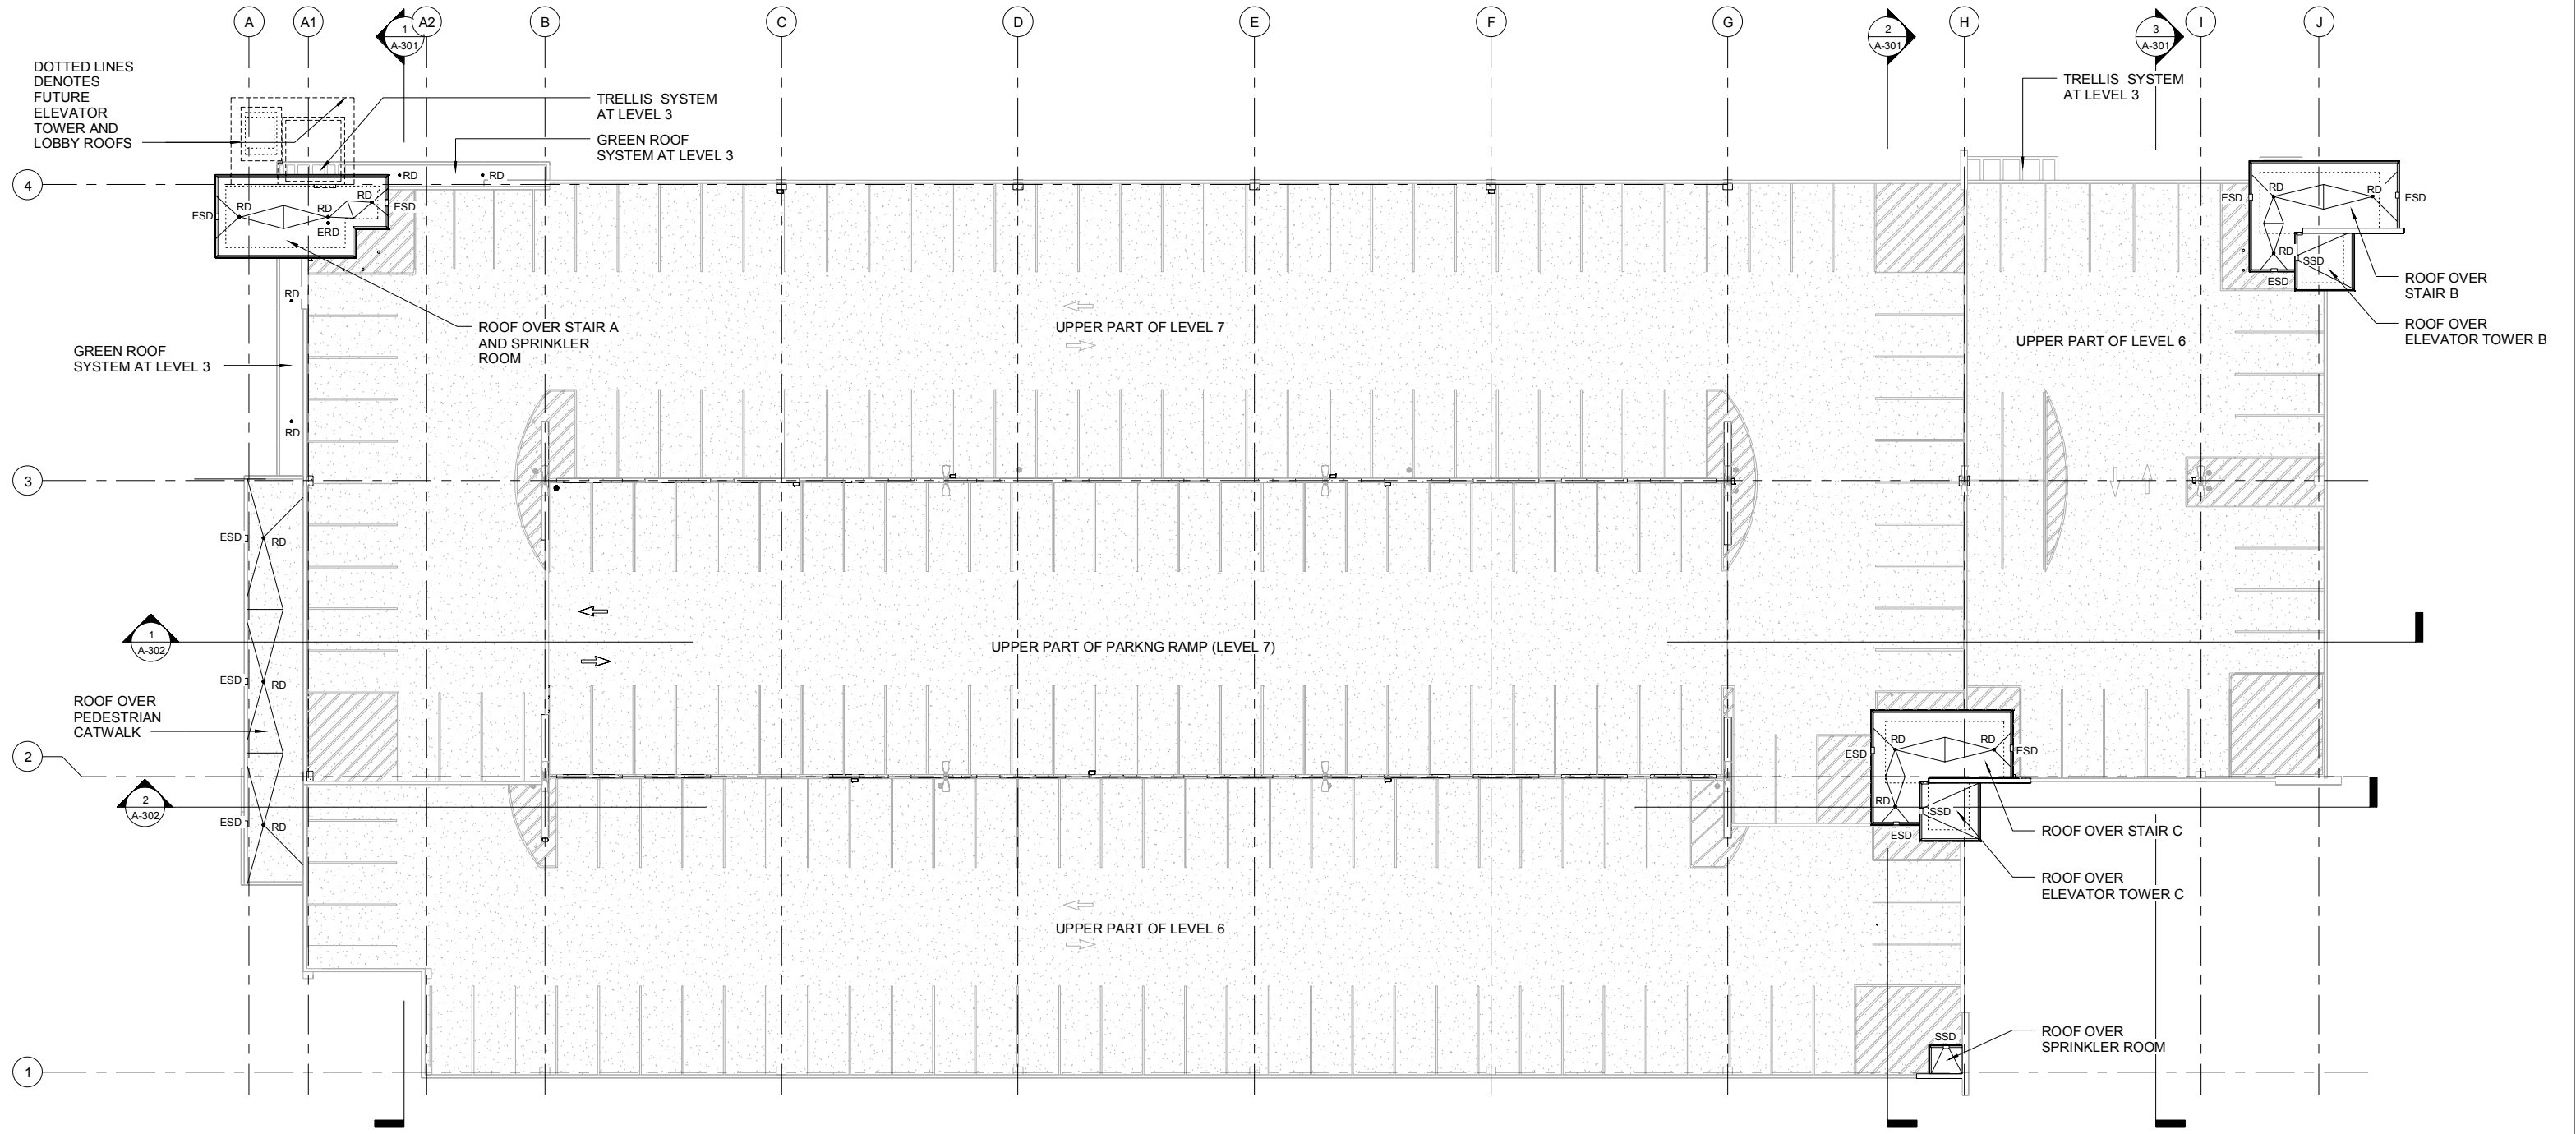 A
A1
1
A-301
A2
B
C
D
E
F
G
2
A-301
H
3
A-301
I
J
DOTTED LINES
DENOTES
FUTURE
ELEVATOR
TOWER AND
LOBBY ROOFS
TRELLIS SYSTEM
AT LEVEL 3
GREEN ROOF
SYSTEM AT LEVEL 3
TRELLIS SYSTEM
AT LEVEL 3
4
RD
RD
ESD
RD
RD
RD
ESD
ERD
ESD
RD
RD
ESD
RD
SSD
ESD
ROOF OVER
STAIR B
ROOF OVER
ELEVATOR TOWER B
RD
ROOF OVER STAIR A
AND SPRINKLER
ROOM
UPPER PART OF LEVEL 7
UPPER PART OF LEVEL 6
GREEN ROOF
SYSTEM AT LEVEL 3
RD
3
ESD
RD
1
A-302
UPPER PART OF PARKNG RAMP (LEVEL 7)
ESD
RD
ROOF OVER
PEDESTRIAN
CATWALK
2
RD
RD
ESD
ESD
RD
SSD
ESD
2
A-302
ESD
RD
ROOF OVER STAIR C
ROOF OVER
ELEVATOR TOWER C
UPPER PART OF LEVEL 6
SSD
ROOF OVER
SPRINKLER ROOM
1